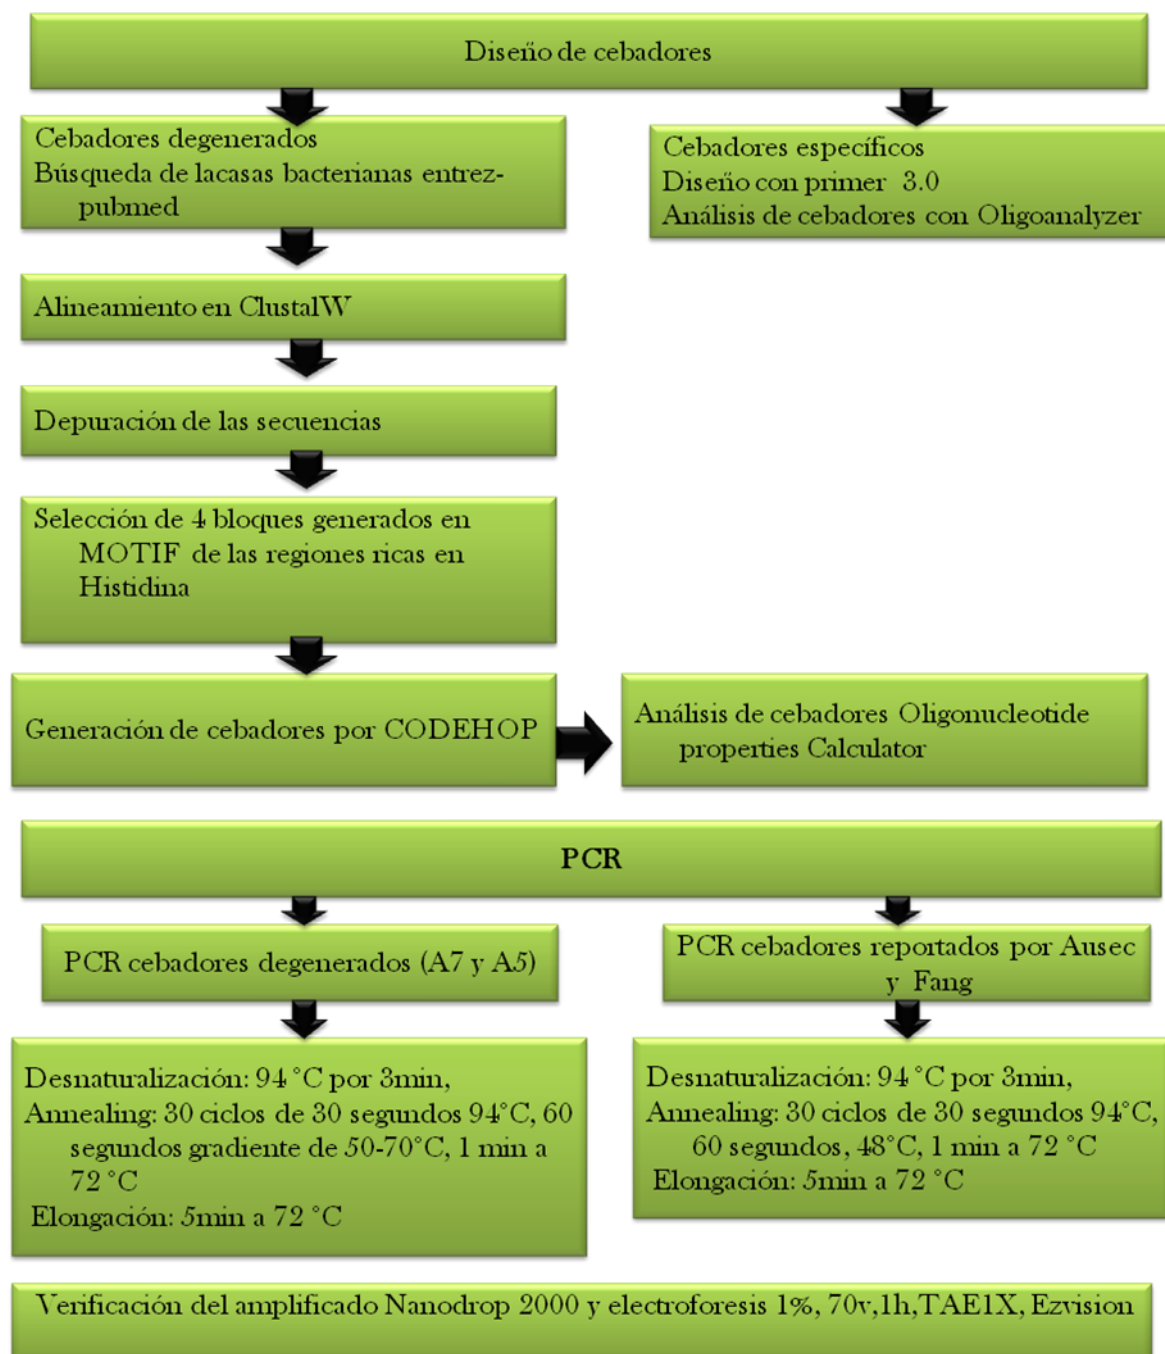 Diseño de cebadores
Cebadores degenerados
Búsqueda de lacasas bacterianas entrez-
pubmed
Cebadores específicos
Diseño con primer 3.0
Análisis de cebadores con Oligoanalyzer
Alineamiento en ClustalW
Depuración de las secuencias
Selección de 4 bloques generados en
MOTIF de las regiones ricas en
Histidina
Generación de cebadores por CODEHOP
Análisis de cebadores Oligonucleotide
properties Calculator
PCR
PCR cebadores degenerados (A7 y A5)
PCR cebadores reportados por Ausec
y Fang
Desnaturalización: 94 °C por 3min,
Annealing: 30 ciclos de 30 segundos 94°C, 60
segundos gradiente de 50-70°C, 1 min a
72 °C
Elongación: 5min a 72 °C
Desnaturalización: 94 °C por 3min,
Annealing: 30 ciclos de 30 segundos 94°C,
60 segundos, 48°C, 1 min a 72 °C
Elongación: 5min a 72 °C
Verificación del amplificado Nanodrop 2000 y electroforesis 1%, 70v,1h,TAE1X, Ezvision